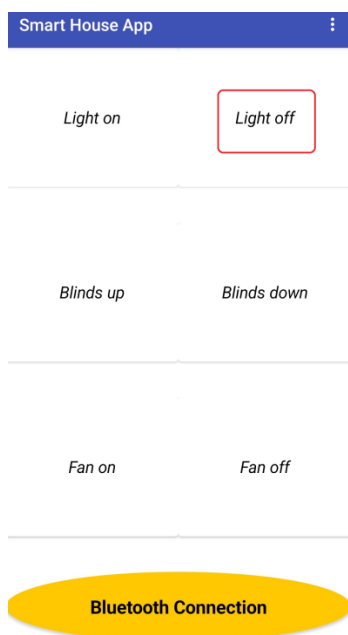 Smart House App
Light on
Light off
Blinds up
Blinds down
Fan on
Fan off
Bluetooth Connection